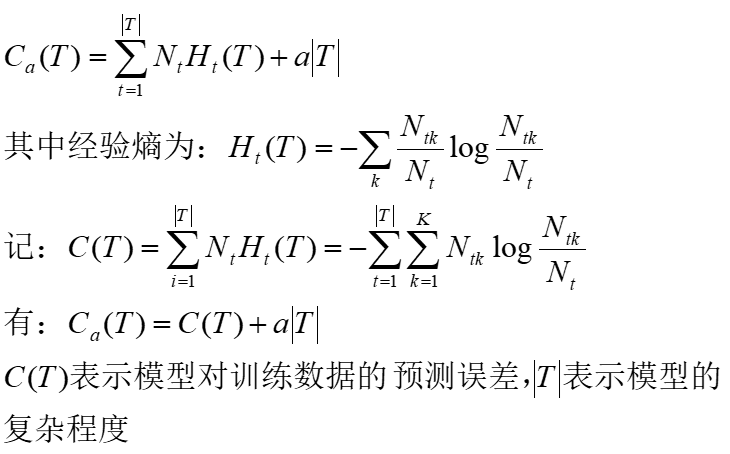 C_a(T) = \sum_{t=1}^{|T|} N_t H_t(T) + a|T|
其中经验熵为：H_t(T) = -\sum_k \frac{N_{tk}}{N_t} \log \frac{N_{tk}}{N_t}
记：C(T) = \sum_{i=1}^{|T|} N_t H_t(T) = -\sum_{t=1}^{|T|} \sum_{k=1}^{K} N_{tk} \log \frac{N_{tk}}{N_t}
有：C_a(T) = C(T) + a|T|
C(T)表示模型对训练数据的 预测误差，|T|表示模型的
复杂程度